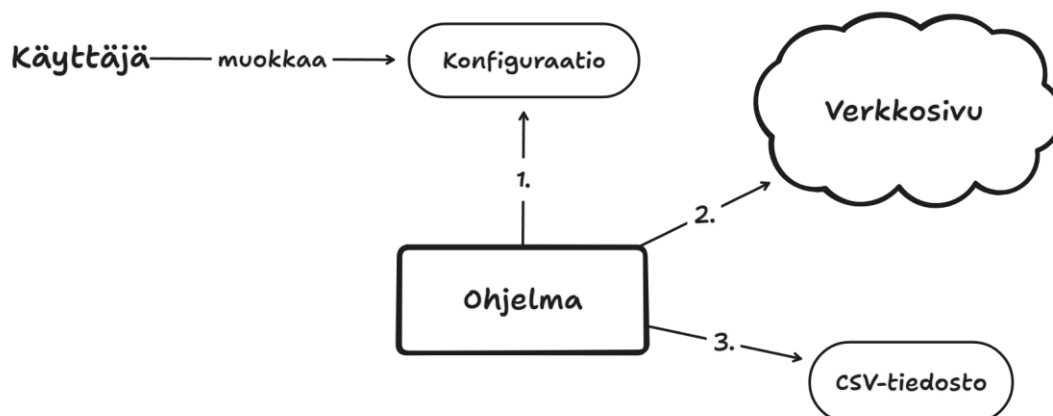 Käyttäjä
muokkaa
Konfiguraatio
Verkkosivu
1.
2.
Ohjelma
3.
CSV-tiedosto